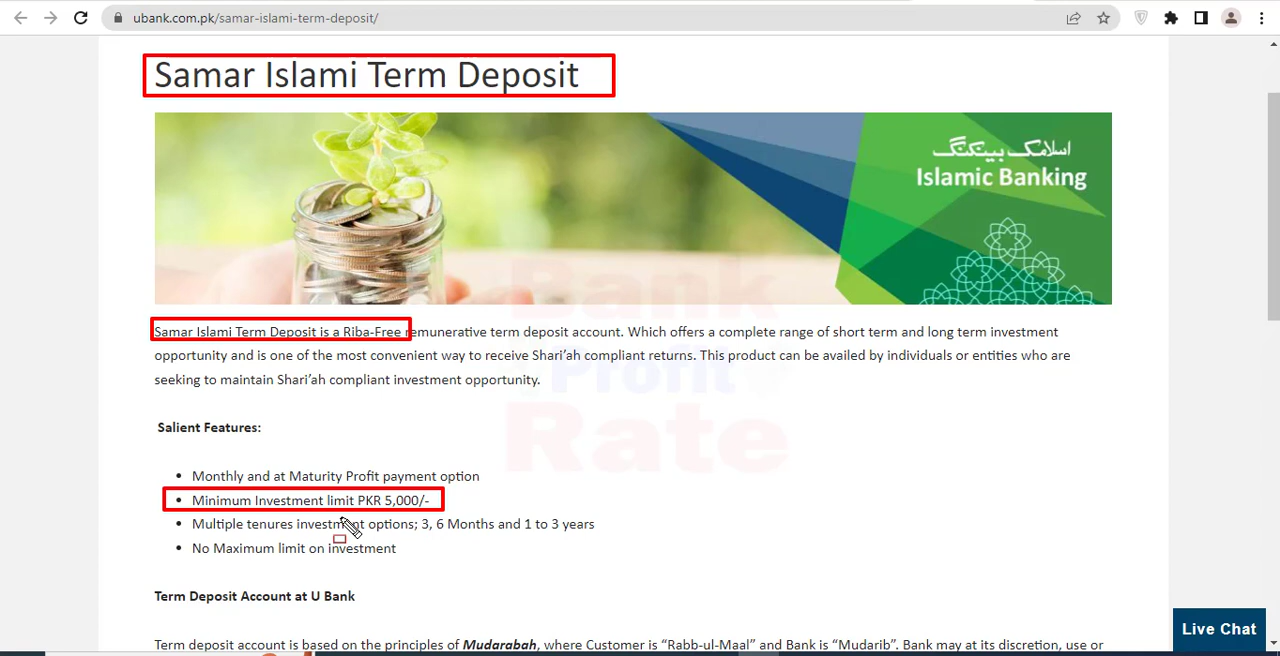 ubank.com.pk/samar-islami-term-deposit/
Samar Islami Term Deposit
اسلامک بینکنگ
Islamic Banking
Samar Islami Term Deposit is a Riba-Free remunerative term deposit account. Which offers a complete range of short term and long term investment
opportunity and is one of the most convenient way to receive Shari’ah compliant returns. This product can be availed by individuals or entities who are
seeking to maintain Shari’ah compliant investment opportunity.
Bank
Profit
Rate
Salient Features:
• Monthly and at Maturity Profit payment option
• Minimum Investment limit PKR 5,000/-
• Multiple tenures investment options; 3, 6 Months and 1 to 3 years
• No Maximum limit on investment
Term Deposit Account at U Bank
Term deposit account is based on the principles of Mudarabah, where Customer is “Rabb-ul-Maal” and Bank is “Mudarib”. Bank may at its discretion, use or
Live Chat